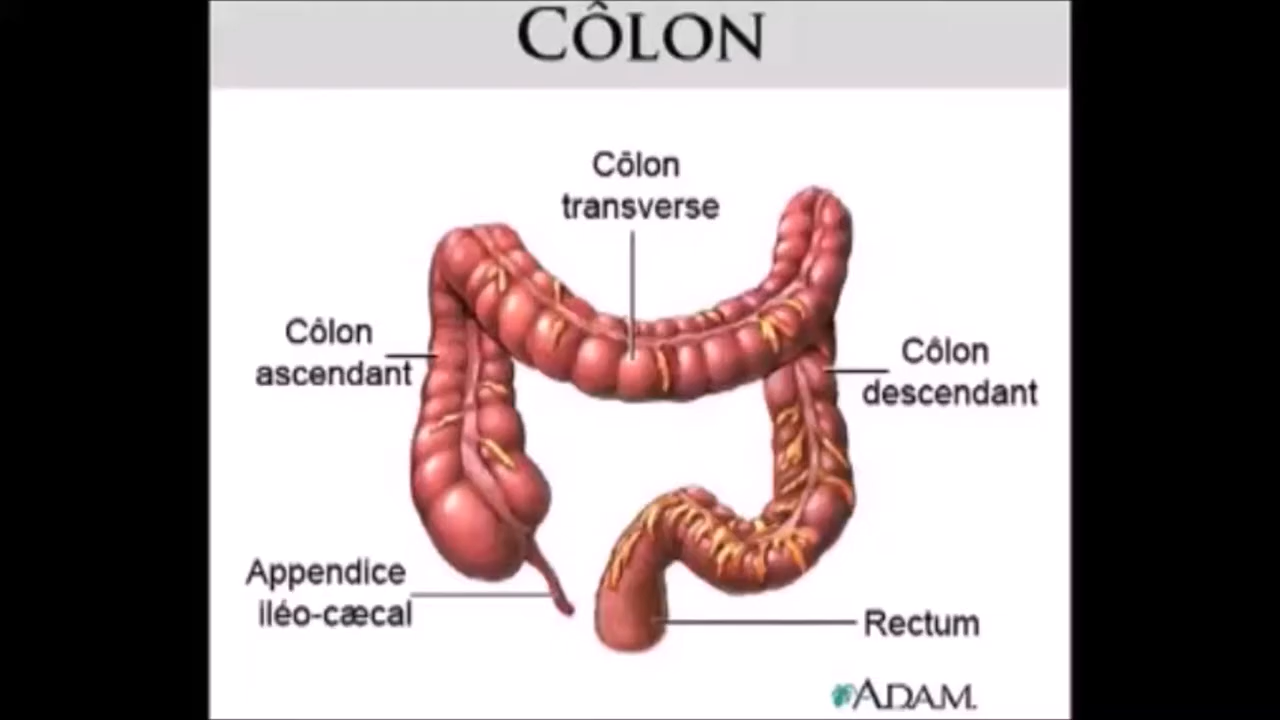 CÔLON
Côlon
transverse
Côlon
ascendant
Côlon
descendant
Appendice
iléo-cæcal
Rectum
ADAM.